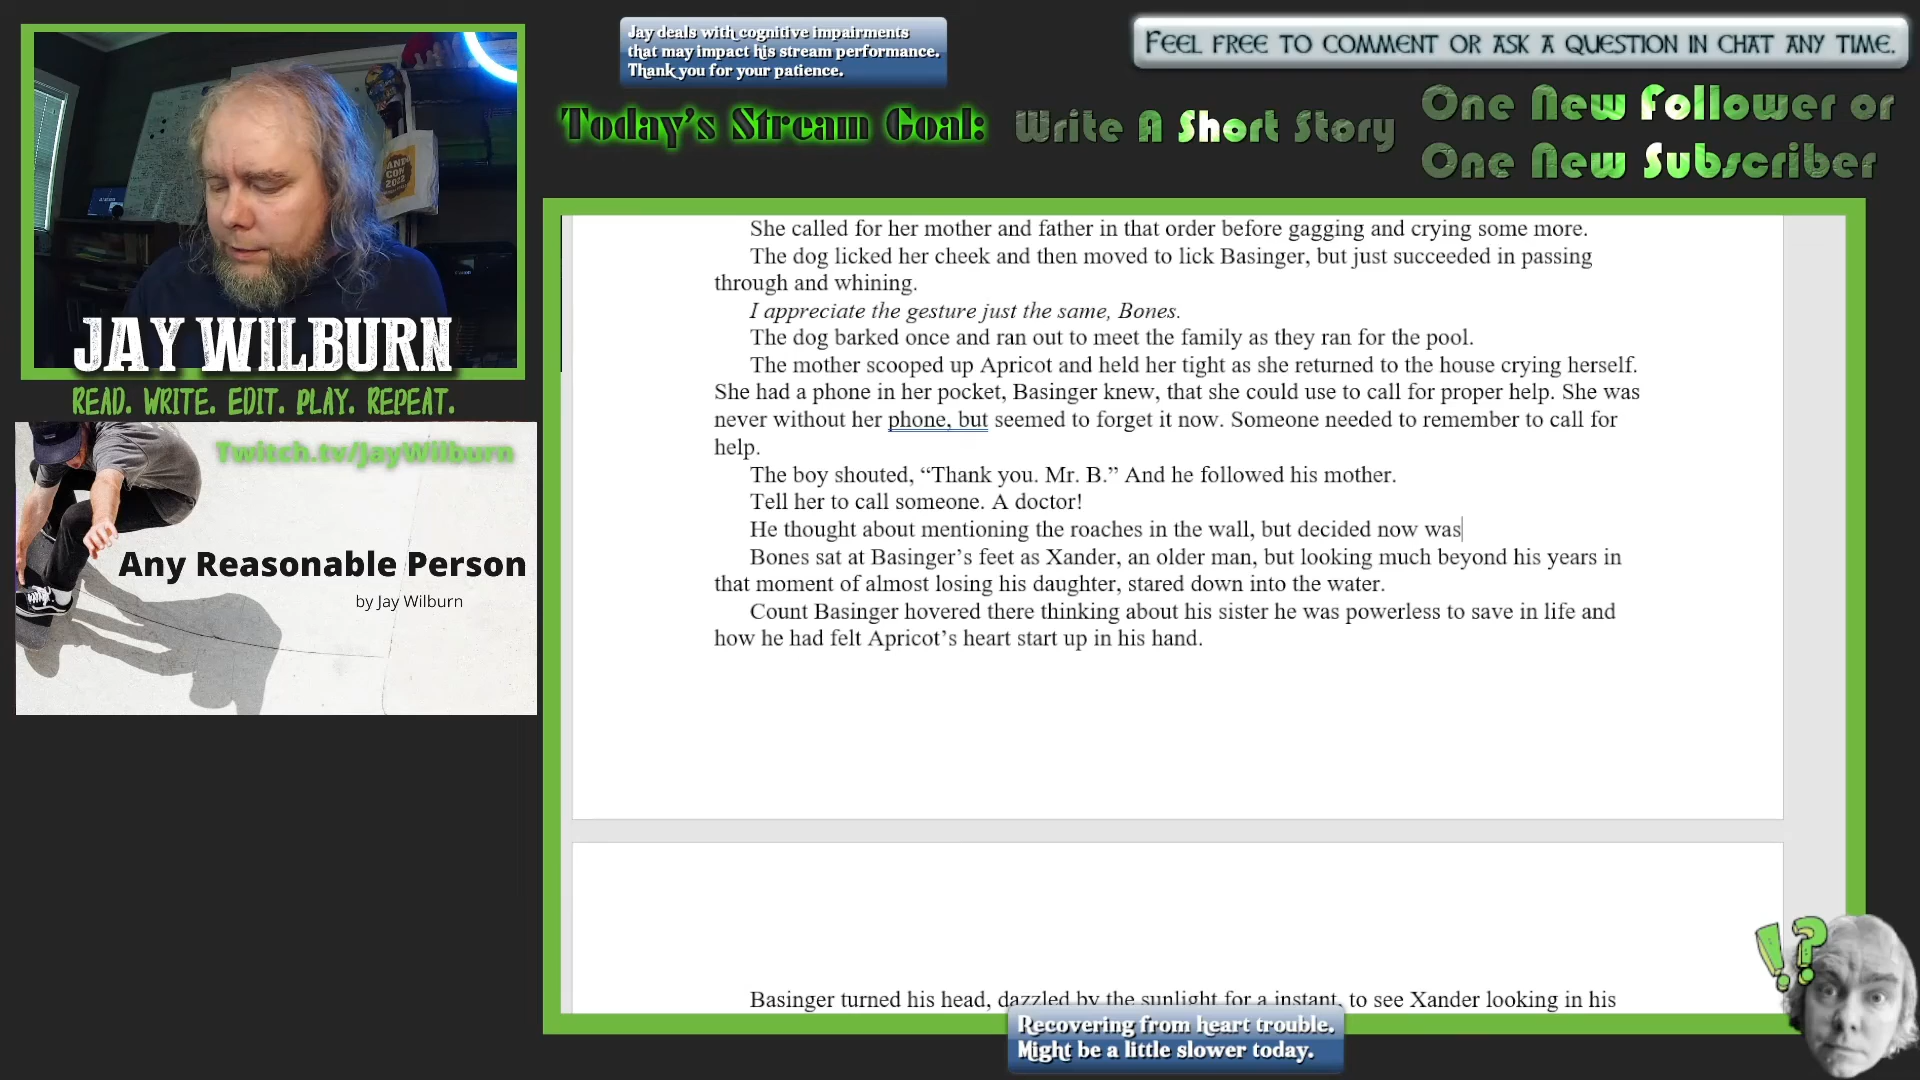 Jay deals with cognitive impairments
that may impact his stream performance.
Thank you for your patience.
Feel free to comment or ask a question in chat any time.
Today's Stream Goal:
Write A Short Story
One New Follower or
One New Subscriber
JAY WILBURN
READ. WRITE. EDIT. PLAY. REPEAT.
Twitch.tv/JayWilburn
Any Reasonable Person
by Jay Wilburn
She called for her mother and father in that order before gagging and crying some more.
The dog licked her cheek and then moved to lick Basinger, but just succeeded in passing
through and whining.
I appreciate the gesture just the same, Bones.
The dog barked once and ran out to meet the family as they ran for the pool.
The mother scooped up Apricot and held her tight as she returned to the house crying herself.
She had a phone in her pocket, Basinger knew, that she could use to call for proper help. She was
never without her phone, but seemed to forget it now. Someone needed to remember to call for
help.
The boy shouted, “Thank you. Mr. B.” And he followed his mother.
Tell her to call someone. A doctor!
He thought about mentioning the roaches in the wall, but decided now was
Bones sat at Basinger’s feet as Xander, an older man, but looking much beyond his years in
that moment of almost losing his daughter, stared down into the water.
Count Basinger hovered there thinking about his sister he was powerless to save in life and
how he had felt Apricot’s heart start up in his hand.
Basinger turned his head, dazzled by the sunlight for a instant, to see Xander looking in his
Recovering from heart trouble.
Might be a little slower today.
!?